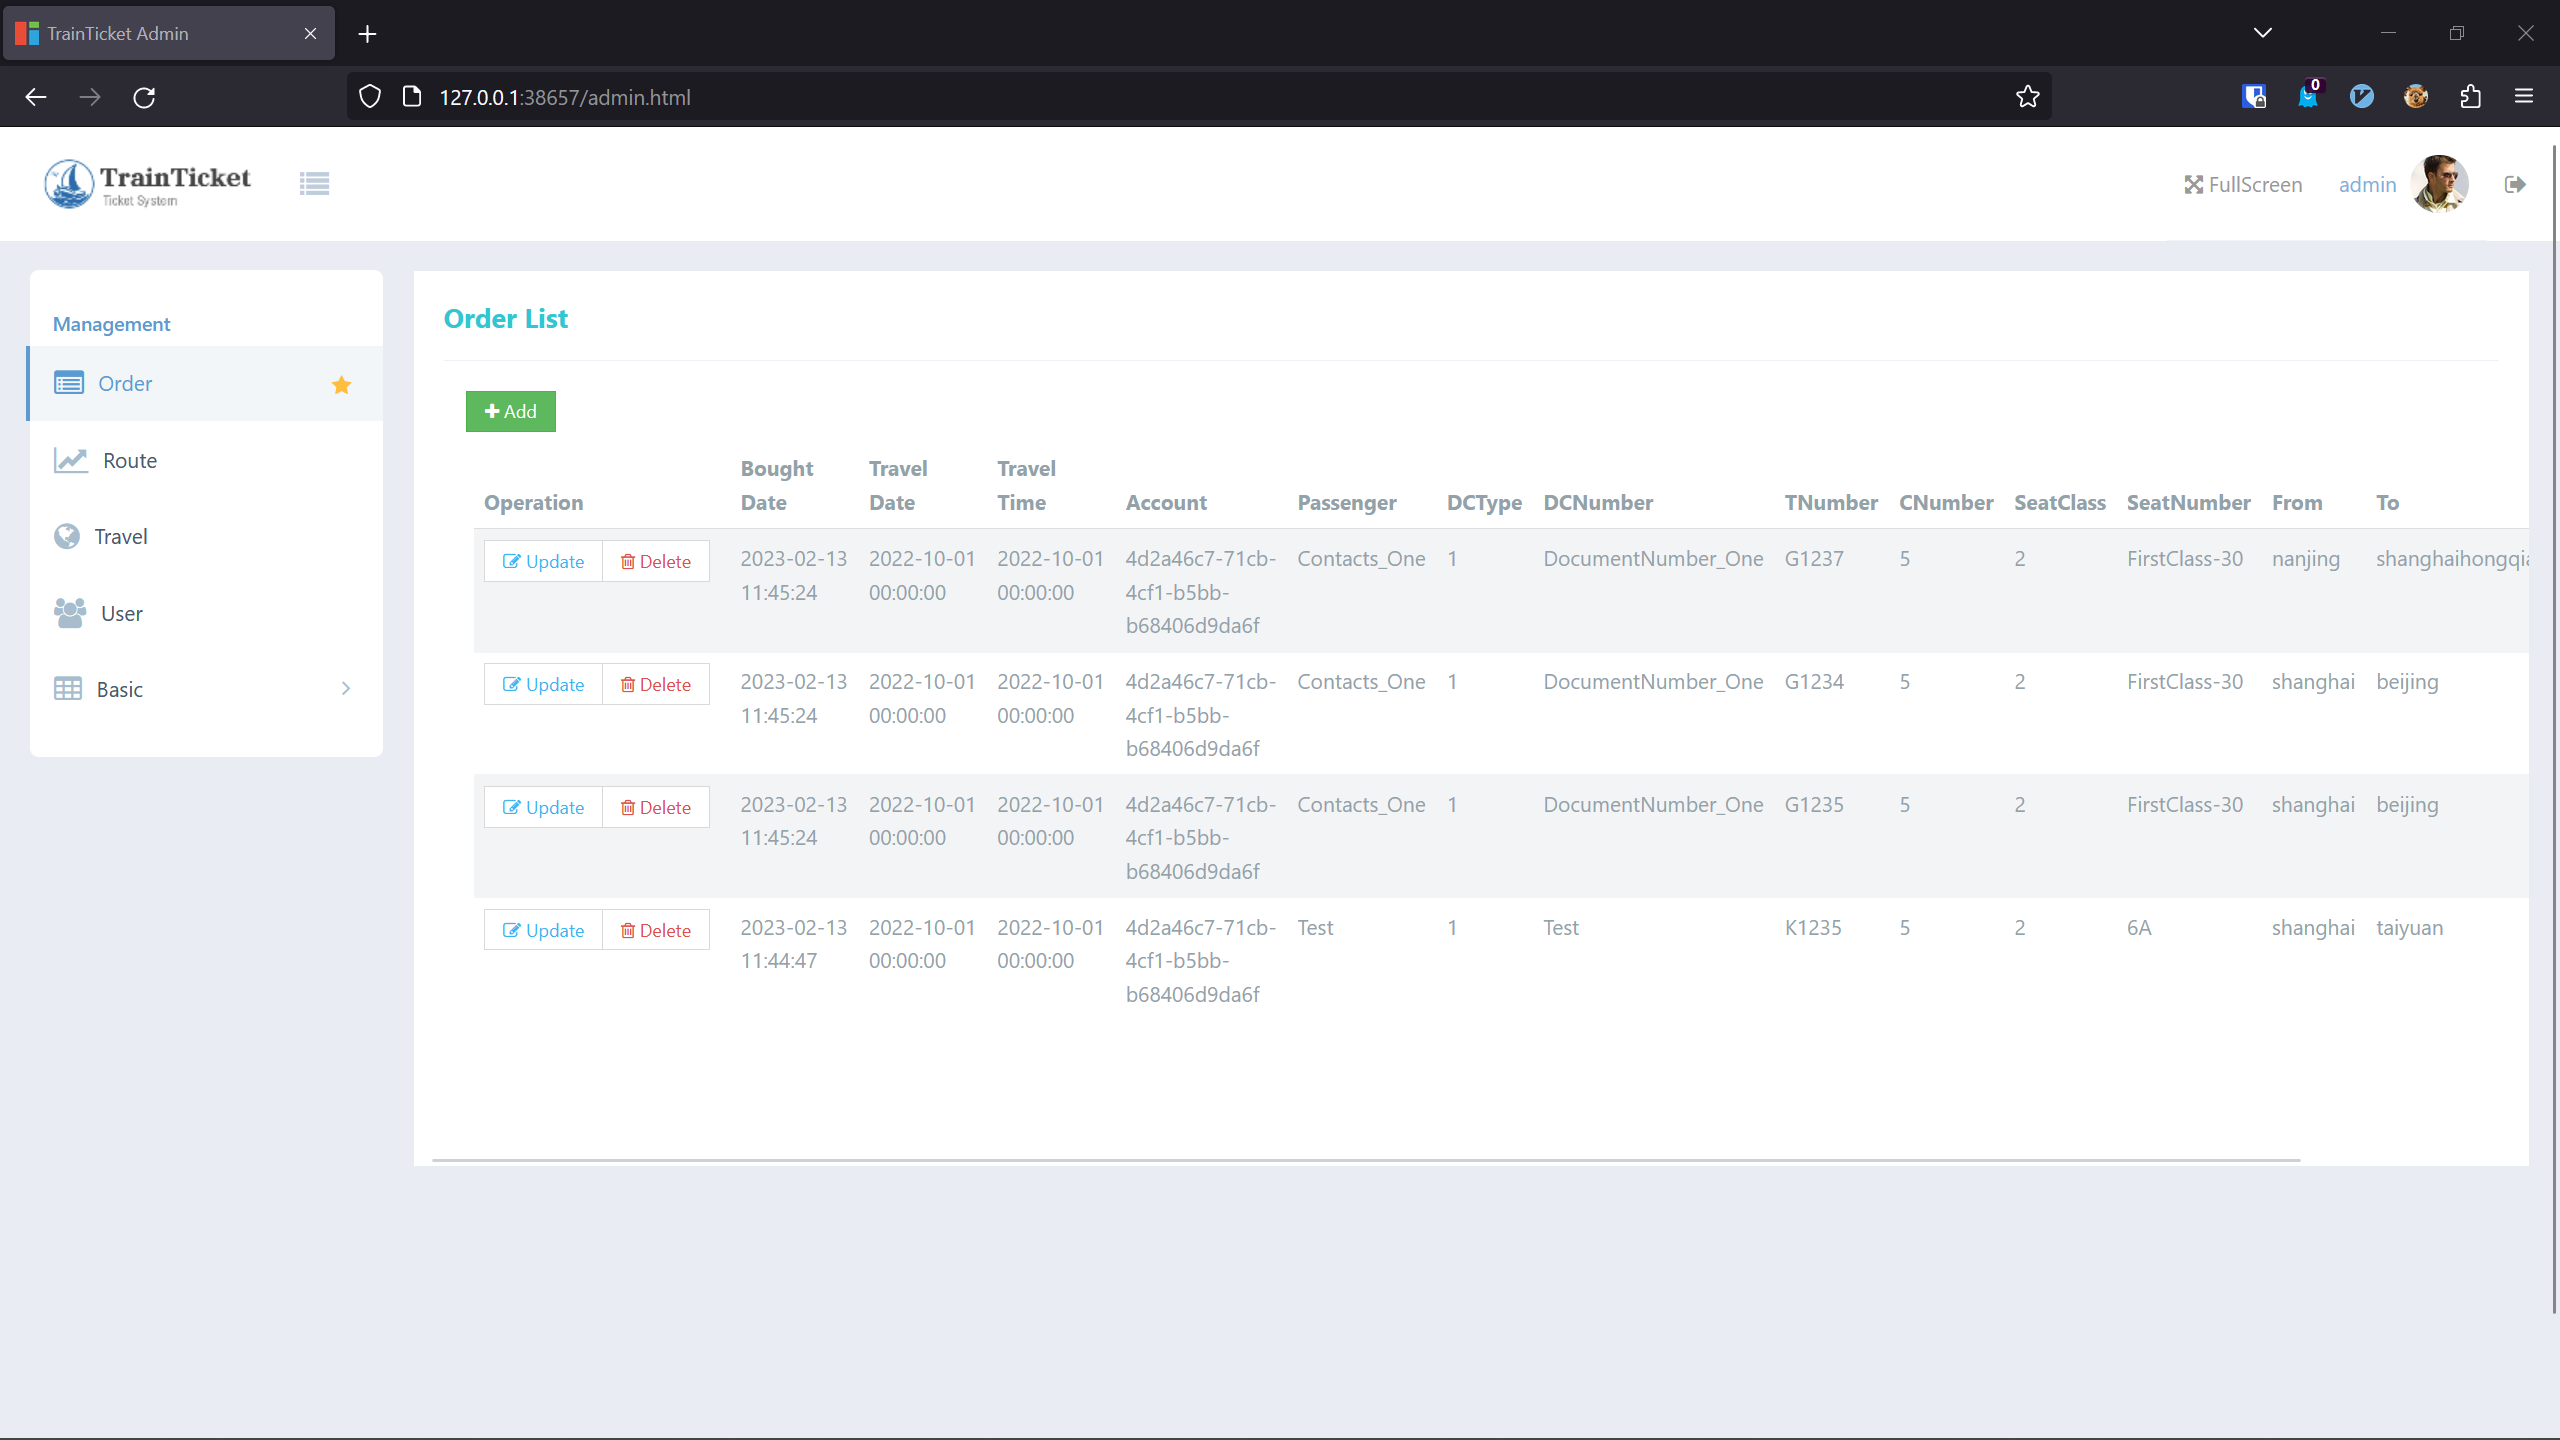 TrainTicket Admin
127.0.0.1:38657/admin.html
0
TrainTicket
Ticket System
FullScreen
admin
Management
Order
Route
Travel
User
Basic
Order List
Add
Operation Bought Date Travel Date Travel Time Account Passenger DCType DCNumber TNumber CNumber SeatClass SeatNumber From To
Update Delete 2023-02-13 2022-10-01 2022-10-01 4d2a46c7-71cb- Contacts_One 1 DocumentNumber_One G1237 5 2 FirstClass-30 nanjing shanghaihongqia
11:45:24 00:00:00 00:00:00 4cf1-b5bb-
b68406d9da6f
Update Delete 2023-02-13 2022-10-01 2022-10-01 4d2a46c7-71cb- Contacts_One 1 DocumentNumber_One G1234 5 2 FirstClass-30 shanghai beijing
11:45:24 00:00:00 00:00:00 4cf1-b5bb-
b68406d9da6f
Update Delete 2023-02-13 2022-10-01 2022-10-01 4d2a46c7-71cb- Contacts_One 1 DocumentNumber_One G1235 5 2 FirstClass-30 shanghai beijing
11:45:24 00:00:00 00:00:00 4cf1-b5bb-
b68406d9da6f
Update Delete 2023-02-13 2022-10-01 2022-10-01 4d2a46c7-71cb- Test 1 Test K1235 5 2 6A shanghai taiyuan
11:44:47 00:00:00 00:00:00 4cf1-b5bb-
b68406d9da6f